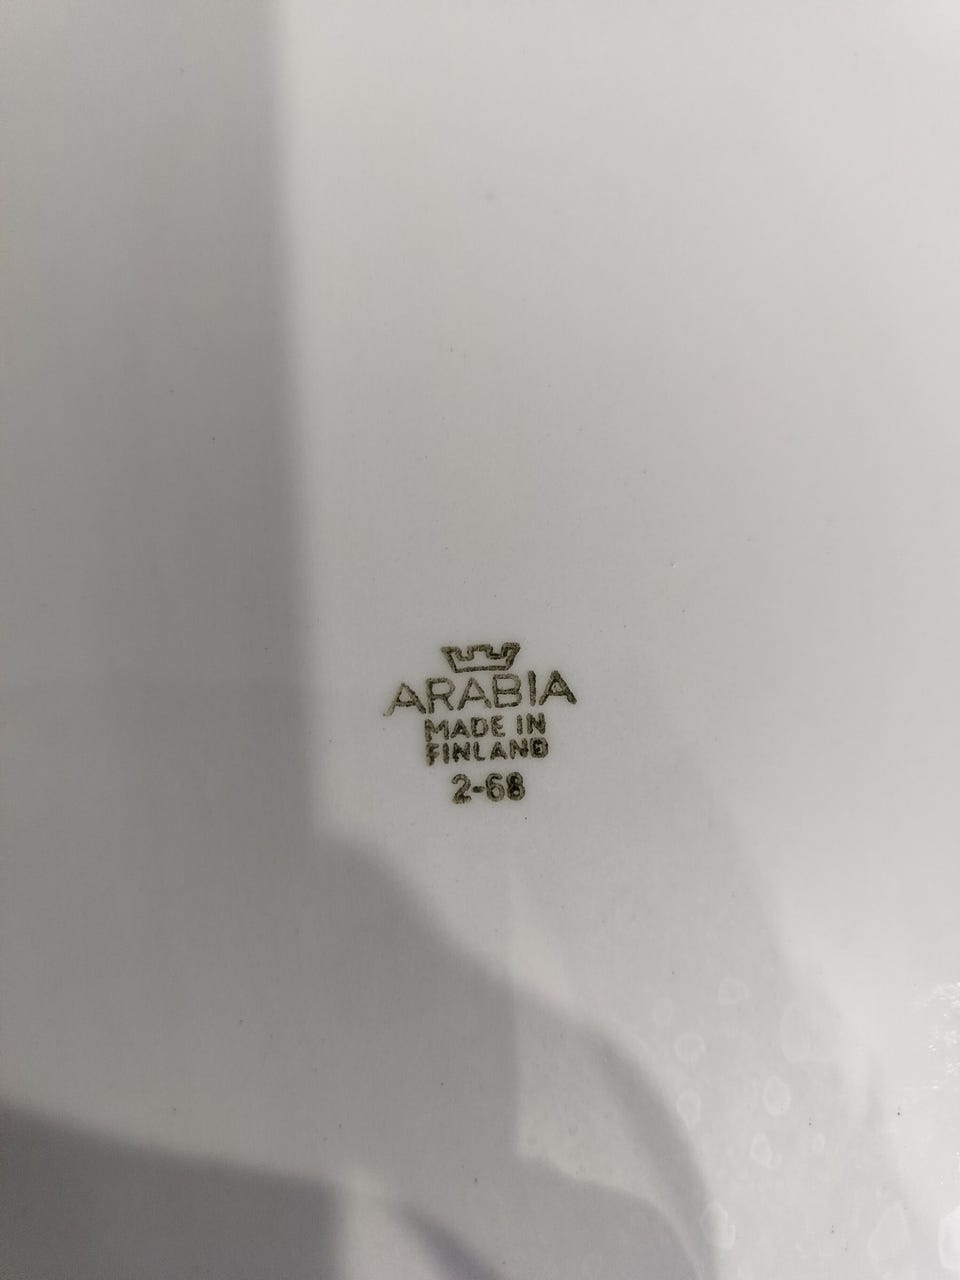 ARABIA
MADE IN
FINLAND
2-68